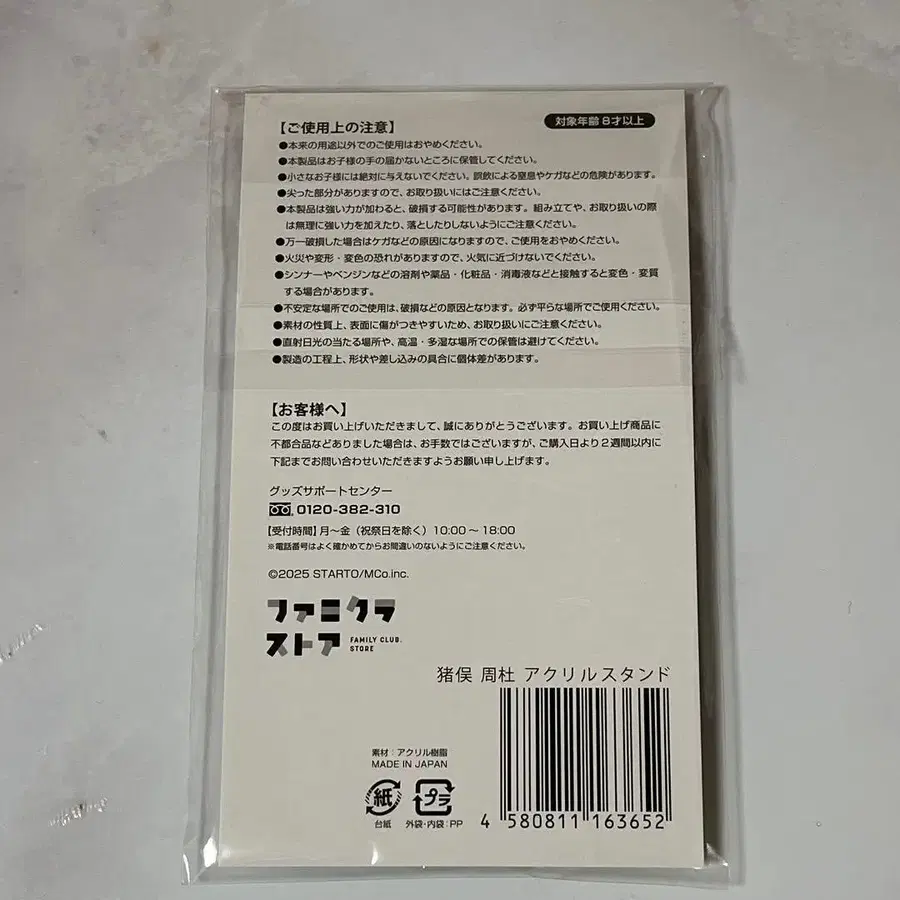 【ご使用上の注意】
対象年齢 8才以上
●本来の用途以外でのご使用はおやめください。
●本製品はお子様の手の届かないところに保管してください。
●小さなお子様には絶対に与えないでください。誤飲による窒息やケガなどの危険があります。
●尖った部分がありますので、お取り扱いにはご注意ください。
●本製品は強い力が加わると、破損する可能性があります。組み立てや、お取り扱いの際
は無理に強い力を加えたり、落としたりしないようにご注意ください。
●万一破損した場合はケガなどの原因になりますので、ご使用をおやめください。
●火災や変形・変色の恐れがありますので、火気に近づけないでください。
●シンナーやベンジンなどの溶剤や薬品・化粧品・消毒液などと接触すると変色・変質
する場合があります。
●不安定な場所でのご使用は、破損などの原因となります。必ず平らな場所でご使用ください。
●素材の性質上、表面に傷がつきやすいため、お取り扱いにご注意ください。
●直射日光の当たる場所や、高温・多湿な場所での保管は避けてください。
●製造の工程上、形状や差し込みの具合に個体差があります。
【お客様へ】
この度はお買い上げいただきまして、誠にありがとうございます。お買い上げ商品に
不都合品などありました場合は、お手数ではございますが、ご購入日より2週間以内に
下記までお問い合わせいただきますようお願い申し上げます。
グッズサポートセンター
0120-382-310
【受付時間】月～金（祝祭日を除く）10:00～18:00
※電話番号はよく確かめてからお間違いのないようにご注意ください。
©2025 STARTO/MCo.inc.
ファミクラ
ストア FAMILY CLUB.
STORE
猪俣 周杜 アクリルスタンド
素材：アクリル樹脂
MADE IN JAPAN
紙
台紙
プラ
外袋・内袋：PP
4 580811 163652